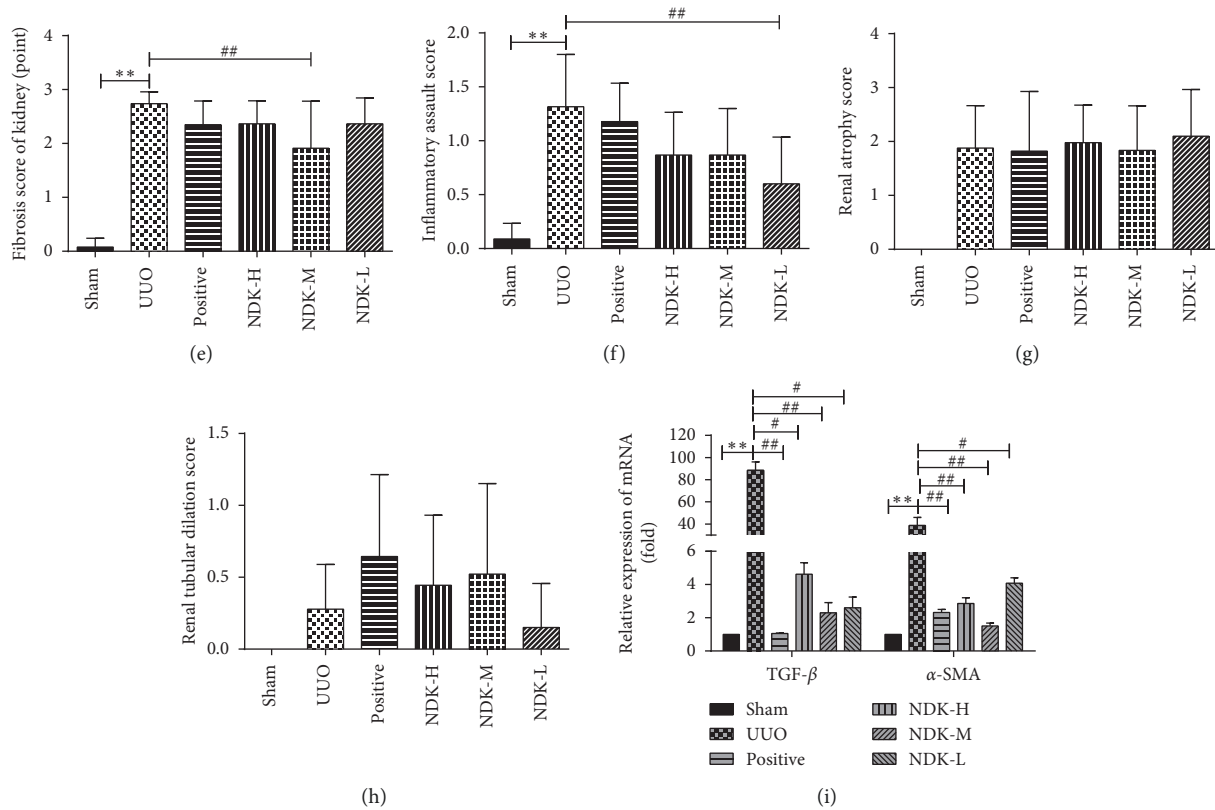 Fibrosis score of kidney (point)
4
3
2
1
0
**
##
Sham
UUO
Positive
NDK-H
NDK-M
NDK-L
(e)
Inflammatory assault score
2.0
1.5
1.0
0.5
0.0
**
##
Sham
UUO
Positive
NDK-H
NDK-M
NDK-L
(f)
Renal atrophy score
4
3
2
1
0
Sham
UUO
Positive
NDK-H
NDK-M
NDK-L
(g)
Renal tubular dilation score
1.5
1.0
0.5
0.0
Sham
UUO
Positive
NDK-H
NDK-M
NDK-L
(h)
Relative expression of mRNA
(fold)
120
100
80
60
40
6
4
2
0
#
##
#
** ##
#
##
##
** ##
TGF-β
α-SMA
Sham
UUO
Positive
NDK-H
NDK-M
NDK-L
(i)